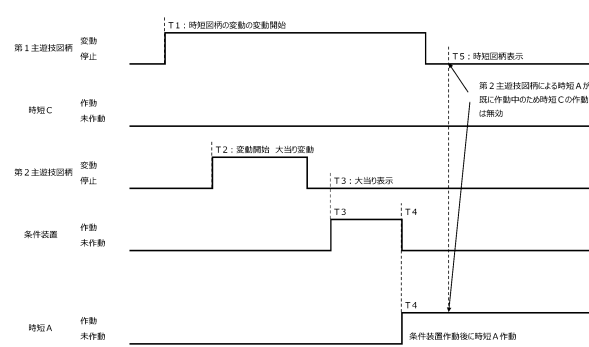 T1：時短図柄の変動の変動開始
第１主遊技図柄
変動
停止
T5：時短図柄表示
第２主遊技図柄による時短Aが
既に作動中のため時短Cの作動
は無効
時短C
作動
未作動
T2：変動開始 大当り変動
第２主遊技図柄
変動
停止
T3：大当り表示
条件装置
作動
未作動
T3
T4
時短A
作動
未作動
T4
条件装置作動後に時短A作動